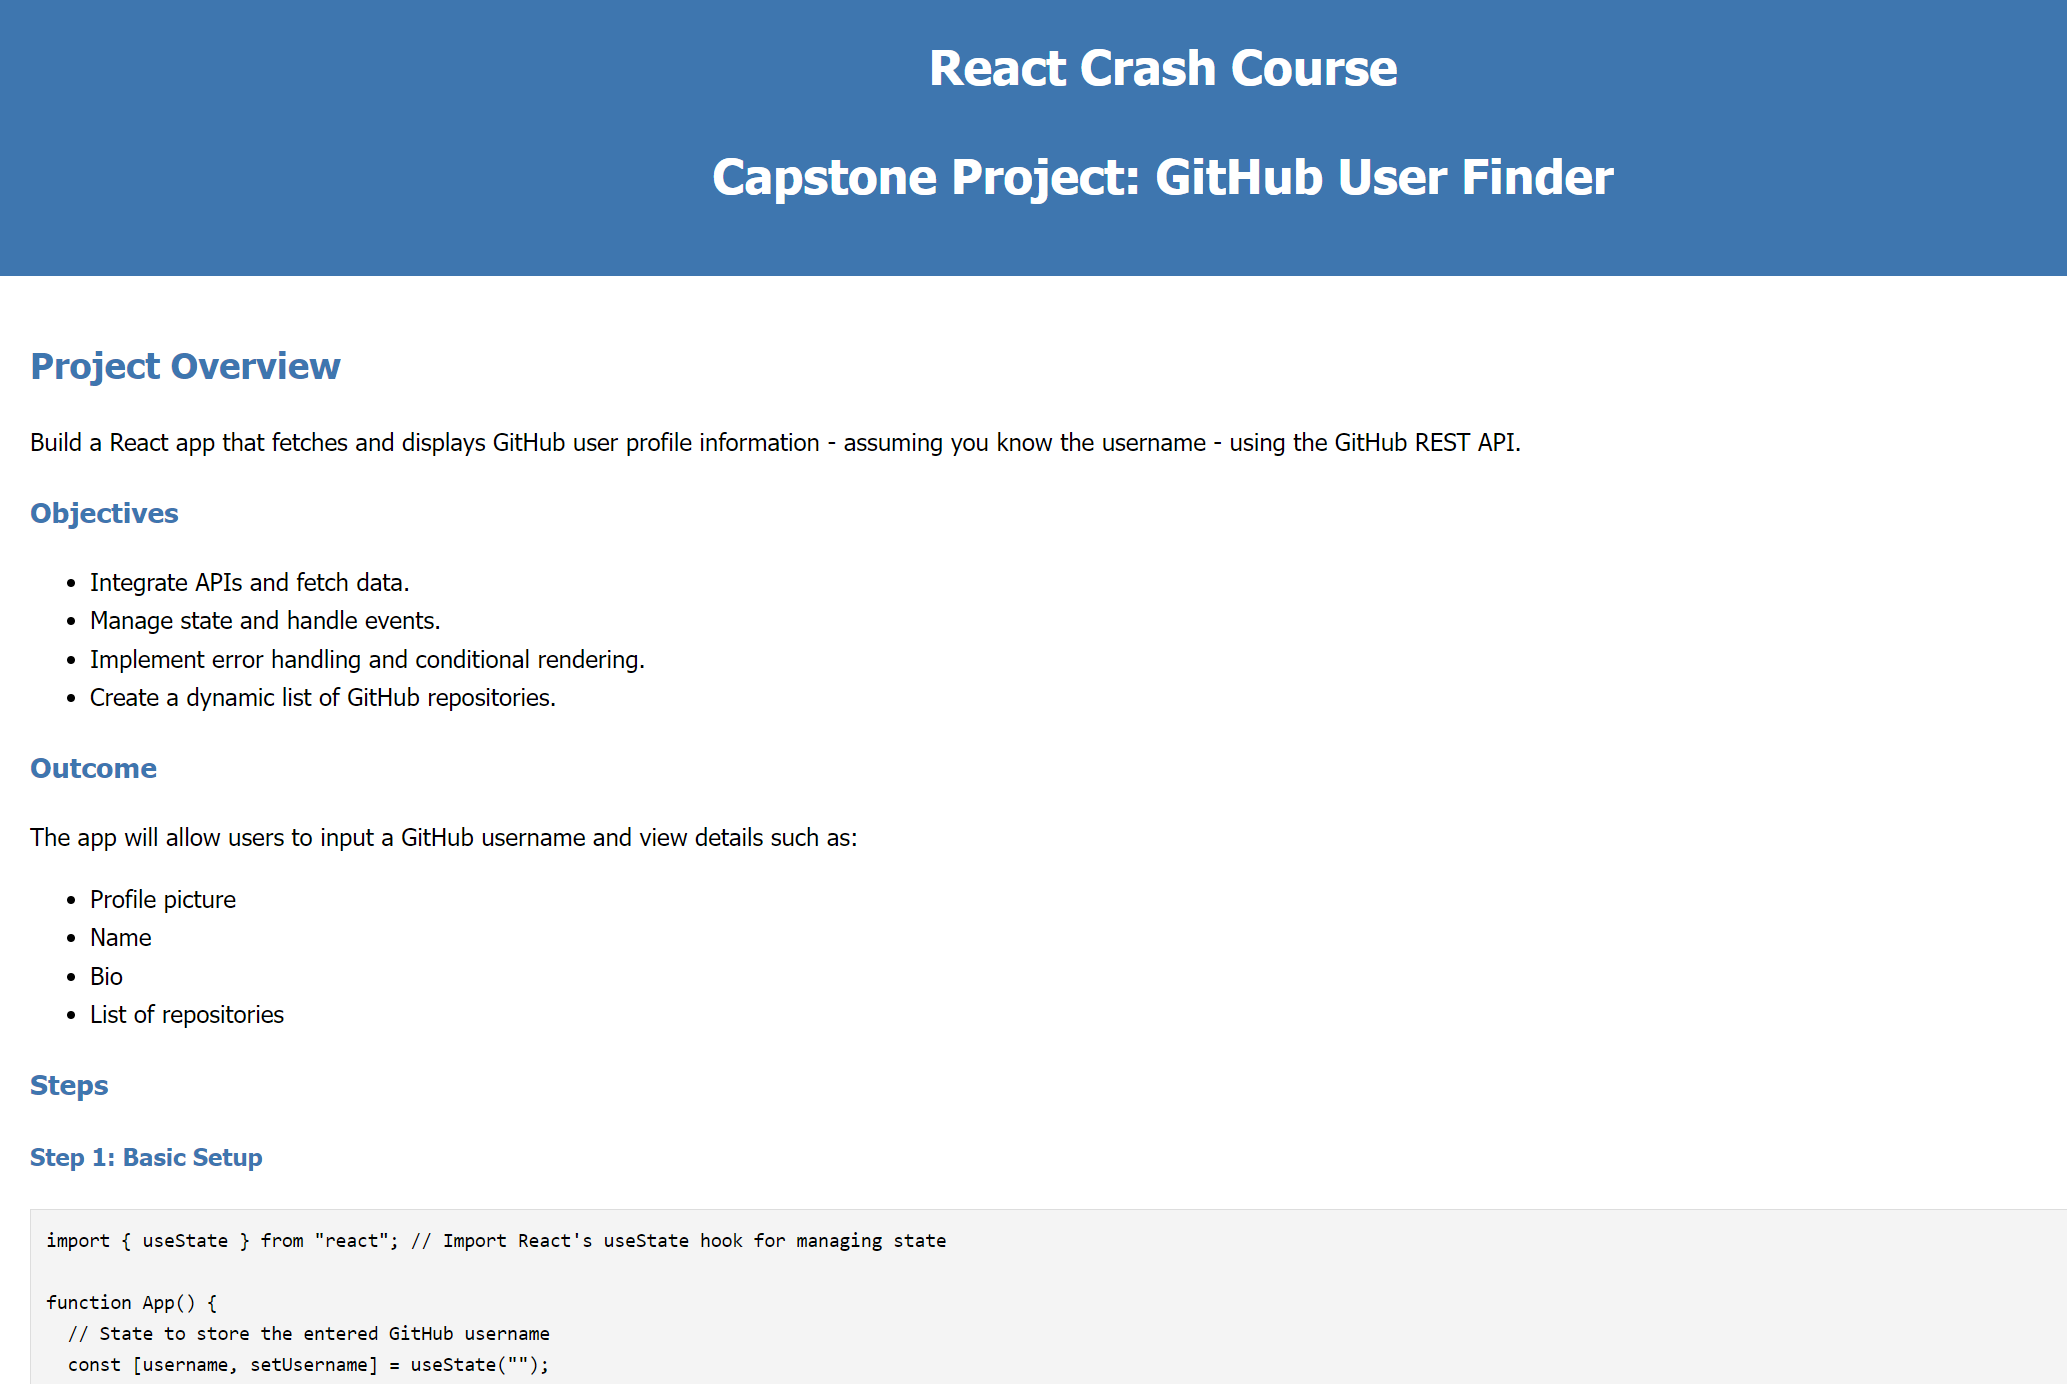 React Crash Course
Capstone Project: GitHub User Finder
Project Overview
Build a React app that fetches and displays GitHub user profile information - assuming you know the username - using the GitHub REST API.
Objectives
• Integrate APIs and fetch data.
• Manage state and handle events.
• Implement error handling and conditional rendering.
• Create a dynamic list of GitHub repositories.
Outcome
The app will allow users to input a GitHub username and view details such as:
• Profile picture
• Name
• Bio
• List of repositories
Steps
Step 1: Basic Setup
import { useState } from "react"; // Import React's useState hook for managing state
function App() {
  // State to store the entered GitHub username
  const [username, setUsername] = useState("");